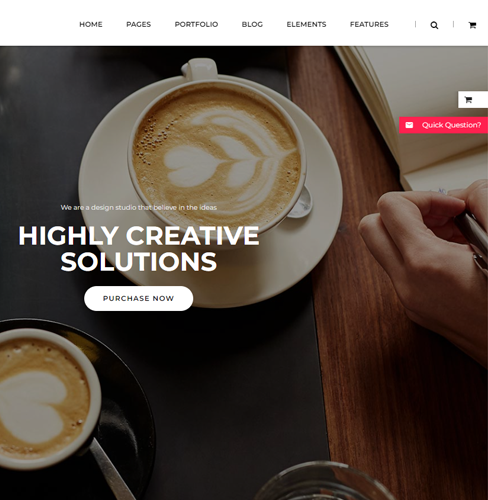 HOME PAGES PORTFOLIO BLOG ELEMENTS FEATURES
Quick Question?
We are a design studio that believe in the ideas
HIGHLY CREATIVE
SOLUTIONS
PURCHASE NOW